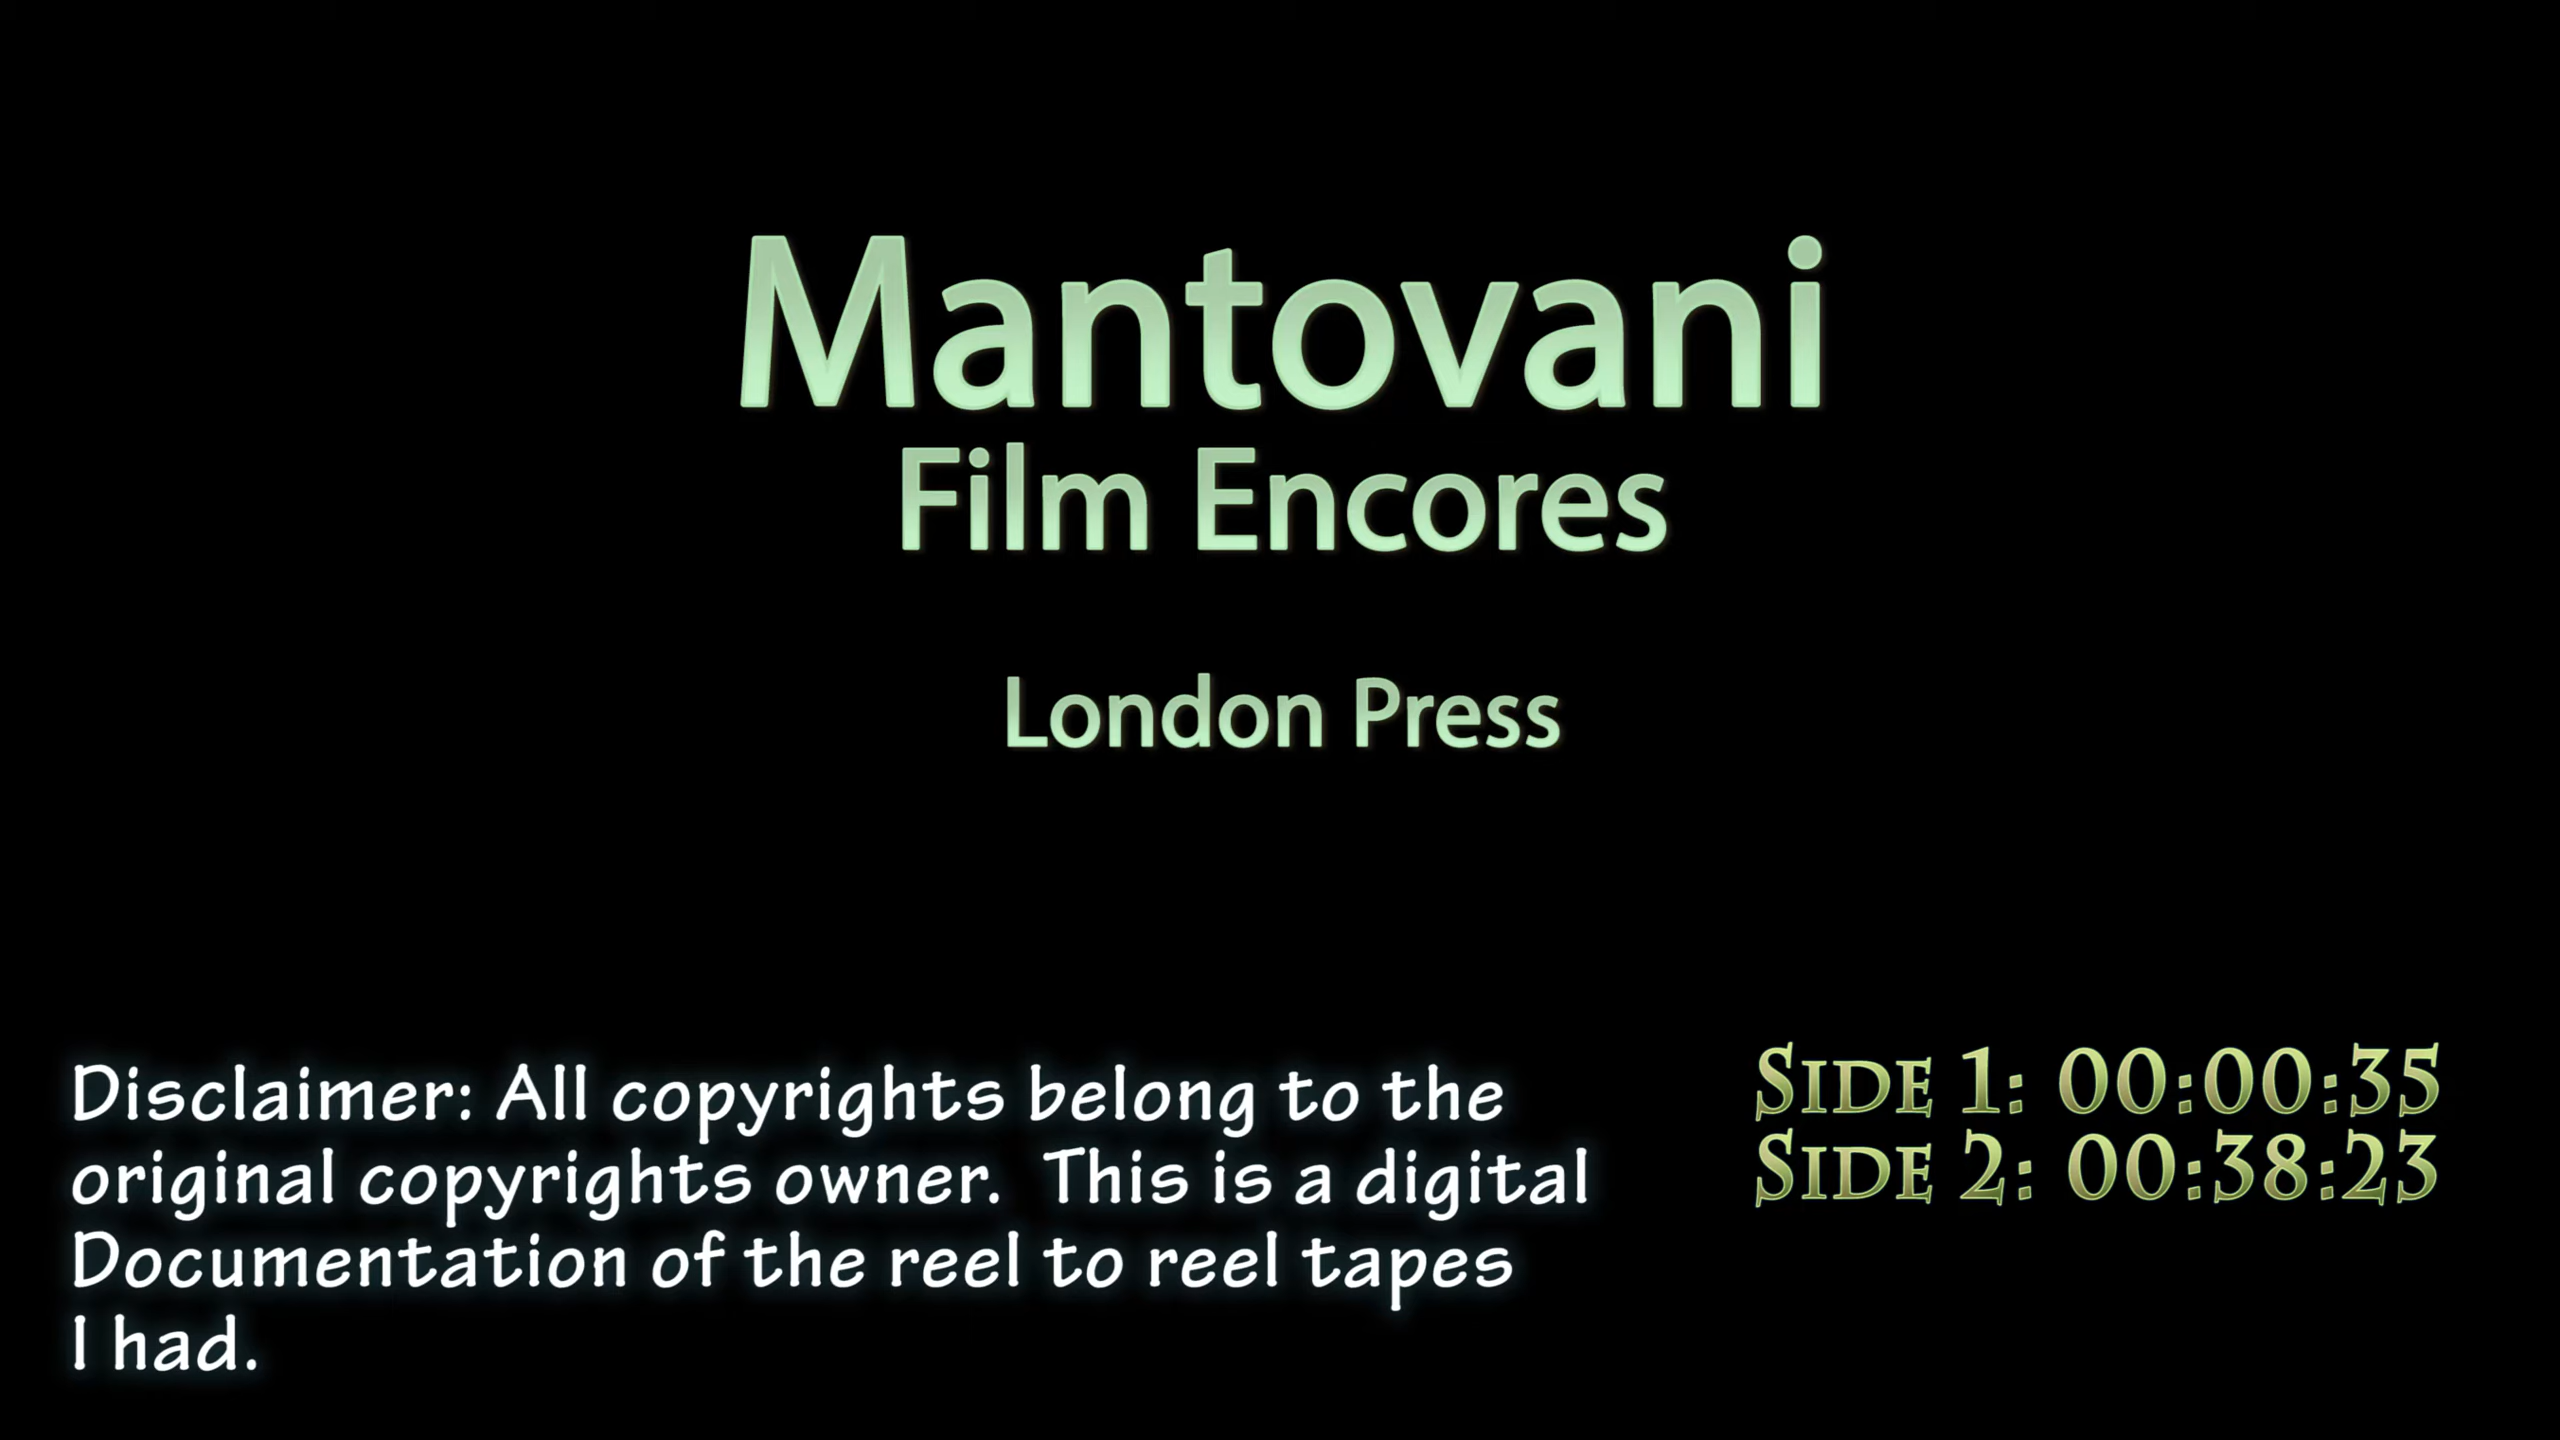 Mantovani
Film Encores
London Press
Disclaimer: All copyrights belong to the
original copyrights owner.  This is a digital
Documentation of the reel to reel tapes
I had.
Side 1: 00:00:35
Side 2: 00:38:23